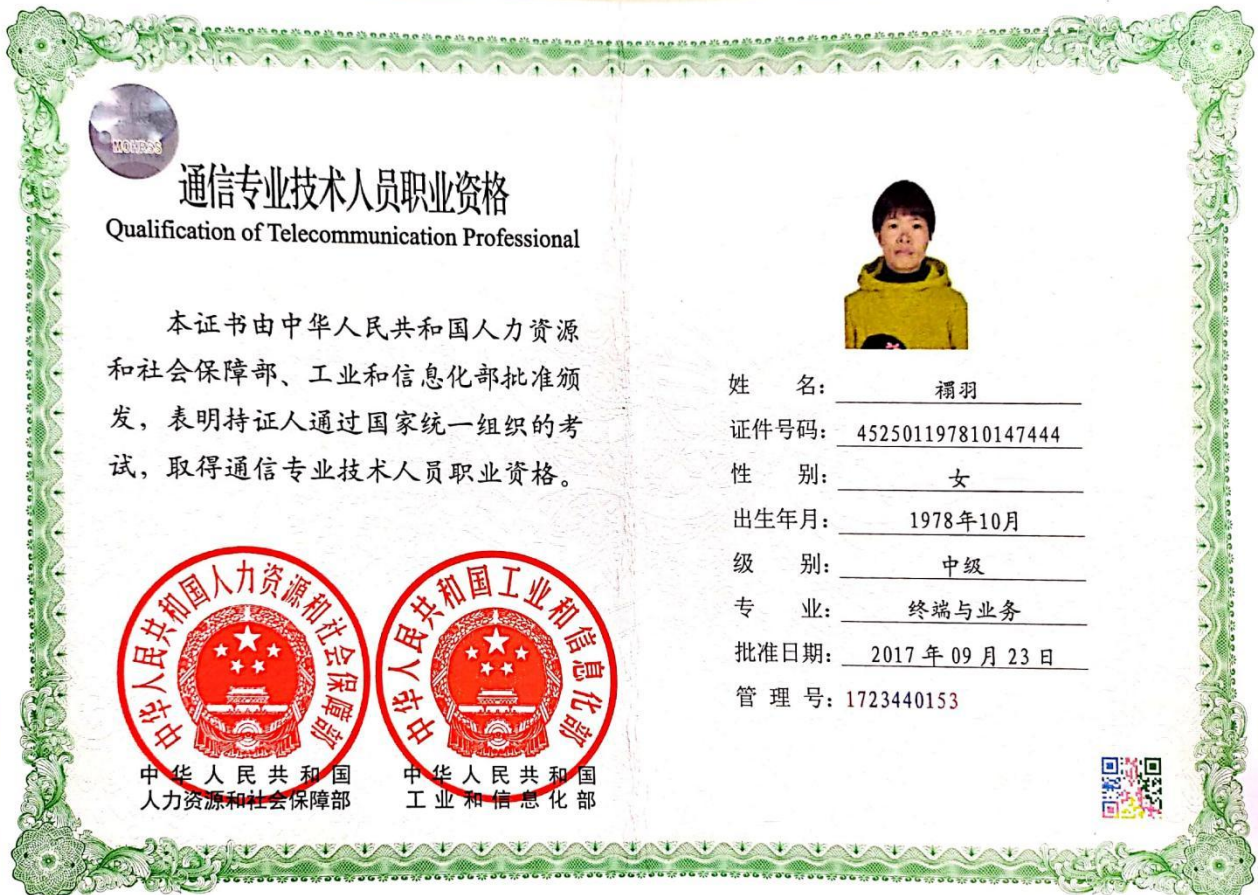 MOHRSS
通信专业技术人员职业资格
Qualification of Telecommunication Professional
本证书由中华人民共和国人力资源
和社会保障部、工业和信息化部批准颁
发，表明持证人通过国家统一组织的考
试，取得通信专业技术人员职业资格。
中华人民共和国人力资源和社会保障部
中华人民共和国工业和信息化部
中华人民共和国
人力资源和社会保障部
中华人民共和国
工业和信息化部
姓 名： 禤羽
证件号码： 452501197810147444
性 别： 女
出生年月： 1978年10月
级 别： 中级
专 业： 终端与业务
批准日期： 2017 年 09 月 23 日
管 理 号：1723440153